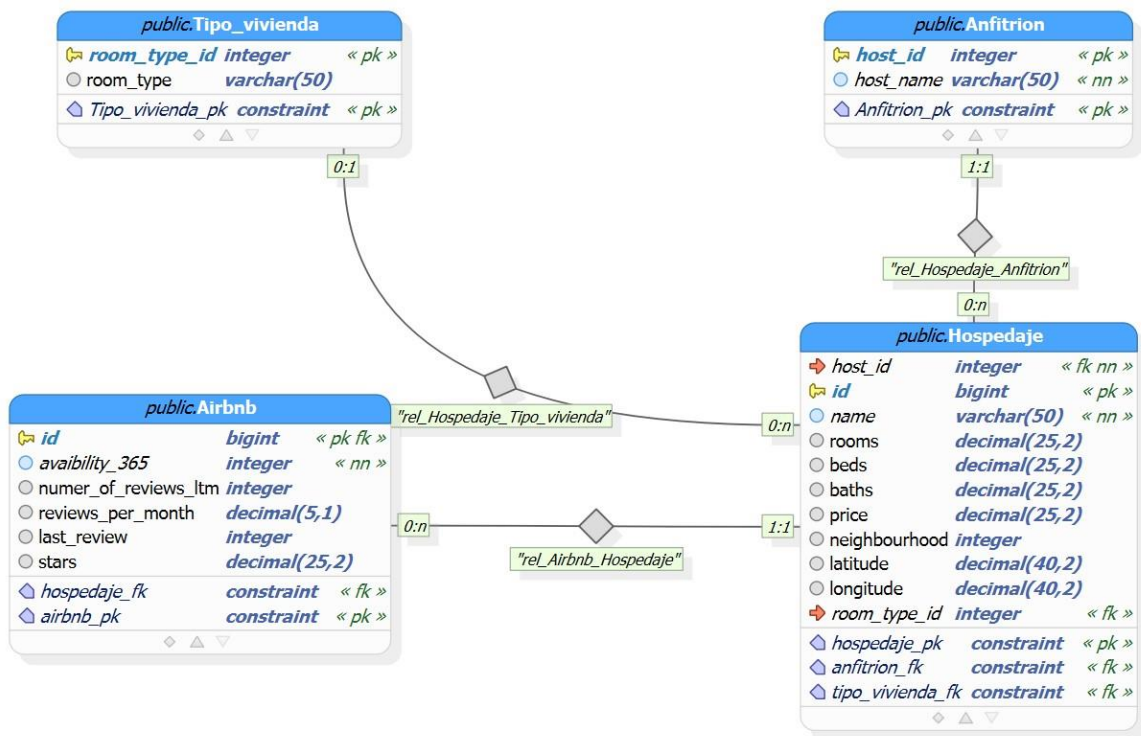 public.Tipo_vivienda
room_type_id integer « pk »
room_type varchar(50)
Tipo_vivienda_pk constraint « pk »
0:1
public.Anfitrion
host_id integer « pk »
host_name varchar(50) « nn »
Anfitrion_pk constraint « pk »
1:1
"rel_Hospedaje_Anfitrion"
0:n
"rel_Hospedaje_Tipo_vivienda"
0:n
public.Airbnb
id bigint « pk fk »
avaibility_365 integer « nn »
numer_of_reviews_ltm integer
reviews_per_month decimal(5,1)
last_review integer
stars decimal(25,2)
hospedaje_fk constraint « fk »
airbnb_pk constraint « pk »
0:n
"rel_Airbnb_Hospedaje"
1:1
public.Hospedaje
host_id integer « fk nn »
id bigint « pk »
name varchar(50) « nn »
rooms decimal(25,2)
beds decimal(25,2)
baths decimal(25,2)
price decimal(25,2)
neighbourhood integer
latitude decimal(40,2)
longitude decimal(40,2)
room_type_id integer « fk »
hospedaje_pk constraint « pk »
anfitrion_fk constraint « fk »
tipo_vivienda_fk constraint « fk »